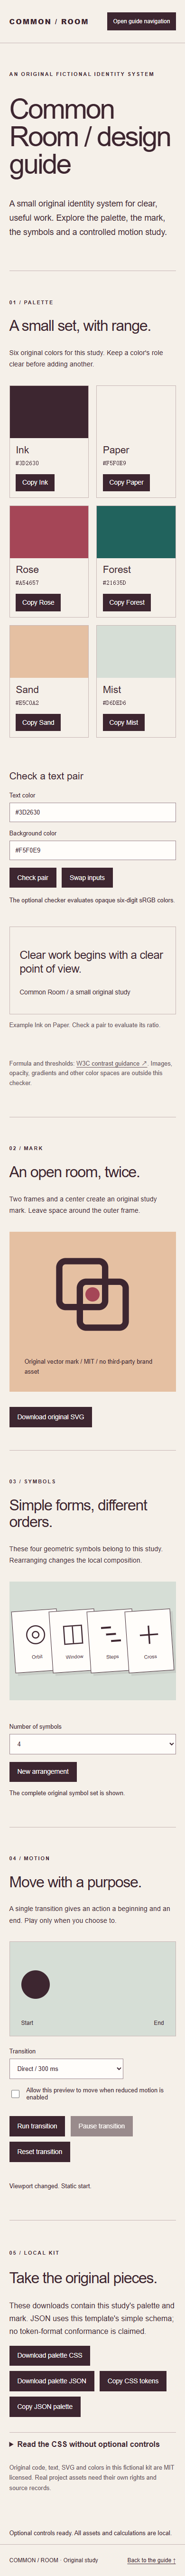 COMMON / ROOM
Open guide navigation
AN ORIGINAL FICTIONAL IDENTITY SYSTEM
Common
Room / design
guide
A small original identity system for clear,
useful work. Explore the palette, the mark,
the symbols and a controlled motion study.
01 / PALETTE
A small set, with range.
Six original colors for this study. Keep a color's role
clear before adding another.
Ink
#3D2630
Copy Ink
Paper
#F5F0E9
Copy Paper
Rose
#A54657
Copy Rose
Forest
#21635D
Copy Forest
Sand
#E5C0A2
Copy Sand
Mist
#D6DED6
Copy Mist
Check a text pair
Text color
#3D2630
Background color
#F5F0E9
Check pair
Swap inputs
The optional checker evaluates opaque six-digit sRGB colors.
Clear work begins with a clear
point of view.
Common Room / a small original study
Example Ink on Paper. Check a pair to evaluate its ratio.
Formula and thresholds: W3C contrast guidance ↗. Images,
opacity, gradients and other color spaces are outside this
checker.
02 / MARK
An open room, twice.
Two frames and a center create an original study
mark. Leave space around the outer frame.
Original vector mark / MIT / no third-party brand
asset
Download original SVG
03 / SYMBOLS
Simple forms, different
orders.
These four geometric symbols belong to this study.
Rearranging changes the local composition.
Orbit
Window
Steps
Cross
Number of symbols
4
New arrangement
The complete original symbol set is shown.
04 / MOTION
Move with a purpose.
A single transition gives an action a beginning and an
end. Play only when you choose to.
Start
End
Transition
Direct / 300 ms
Allow this preview to move when reduced motion is
enabled
Run transition
Pause transition
Reset transition
Viewport changed. Static start.
05 / LOCAL KIT
Take the original pieces.
These downloads contain this study's palette and
mark. JSON uses this template's simple schema;
no token-format conformance is claimed.
Download palette CSS
Download palette JSON
Copy CSS tokens
Copy JSON palette
Read the CSS without optional controls
Original code, text, SVG and colors in this fictional kit are MIT
licensed. Real project assets need their own rights and
source records.
Optional controls ready. All assets and calculations are local.
COMMON / ROOM · Original study
Back to the guide ↑